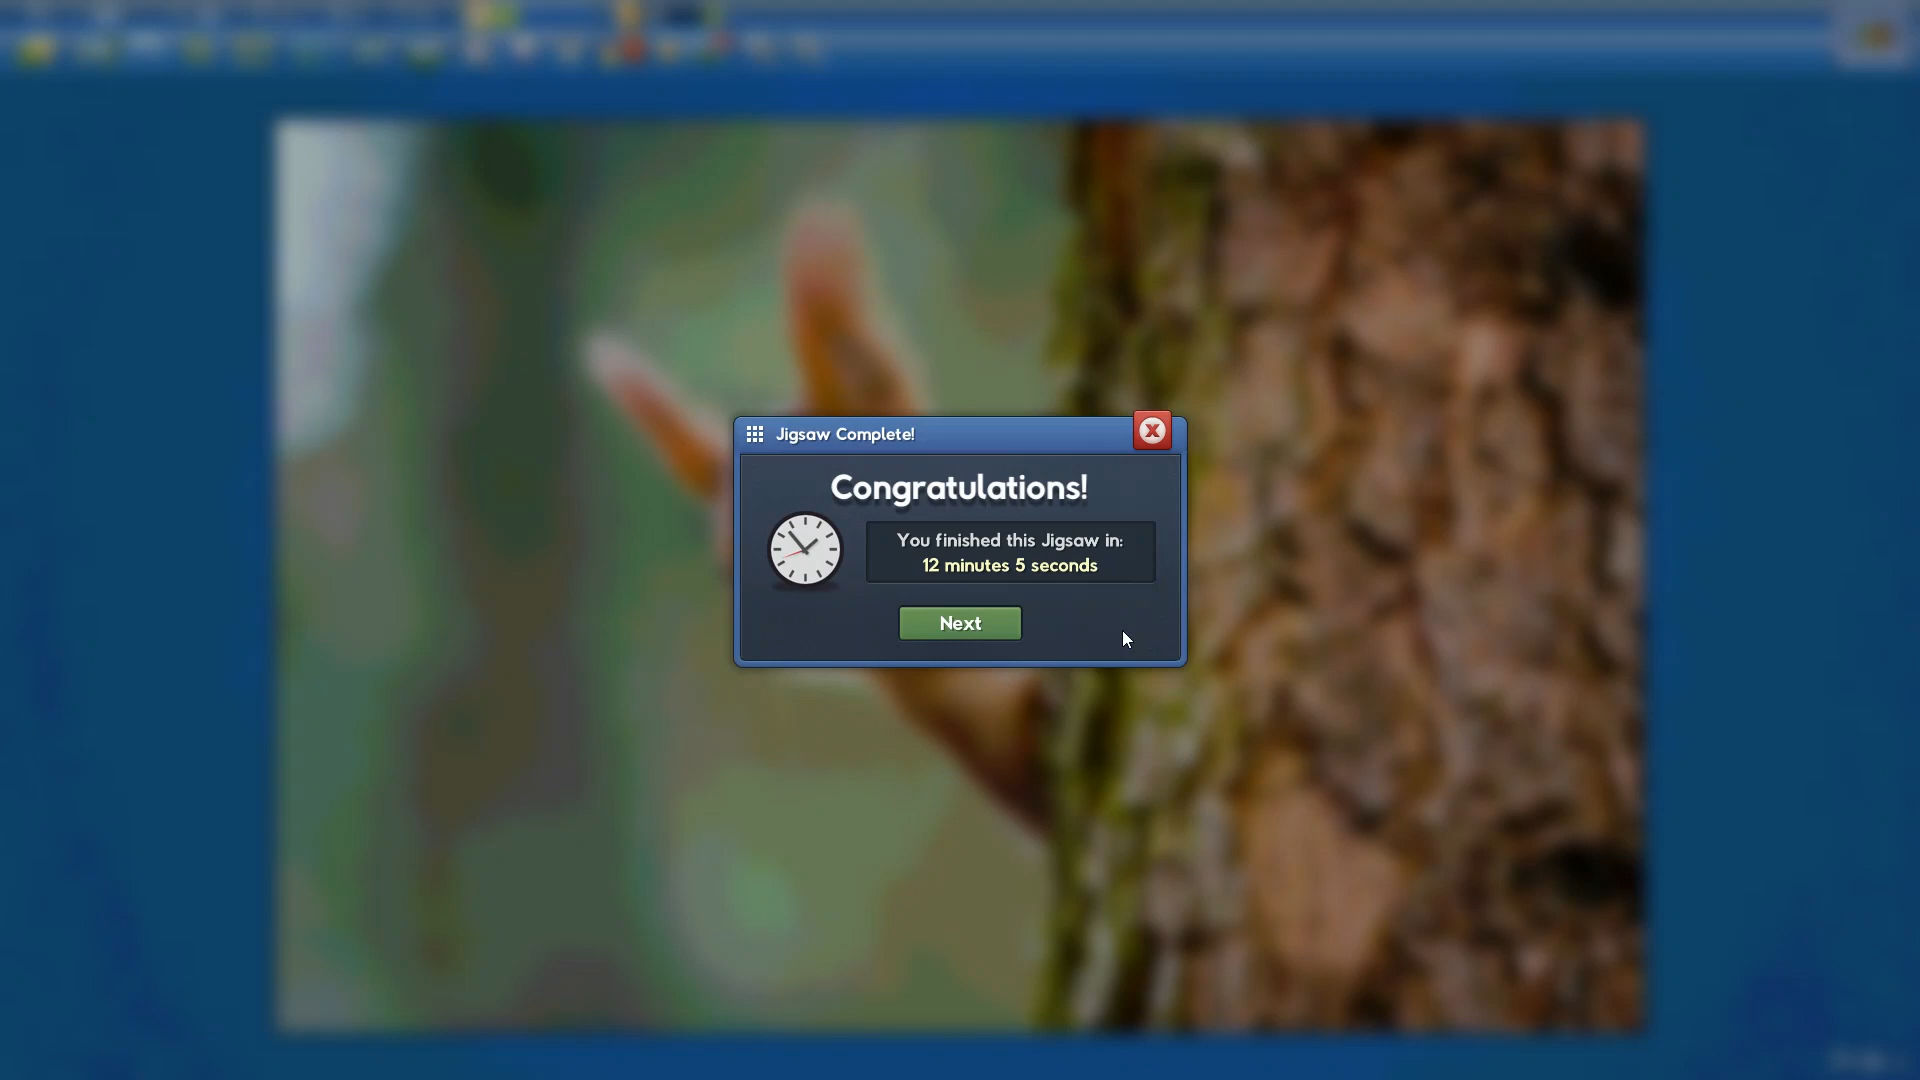 Jigsaw Complete!
Congratulations!
You finished this Jigsaw in:
12 minutes 5 seconds
Next